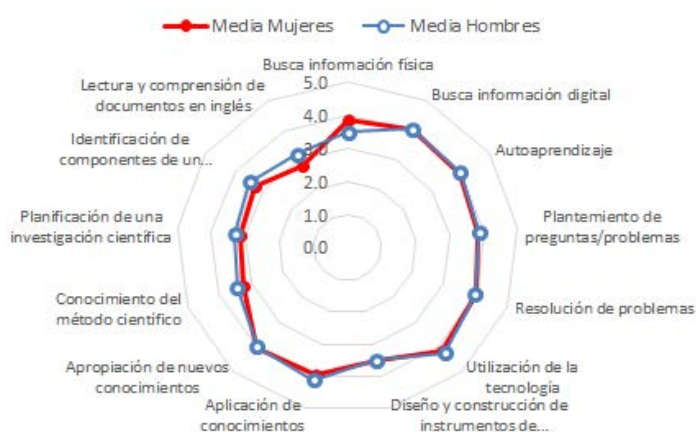 Media Mujeres
Media Hombres
Busca información física
Busca información digital
Autoaprendizaje
Plantemiento de
preguntas/problemas
Resolución de problemas
Utilización de la
tecnología
Diseño y construcción de
instrumentos de...
Aplicación de
conocimientos
Apropiación de nuevos
conocimientos
Conocimiento del
método científico
Planificación de una
investigación científica
Identificación de
componentes de un...
Lectura y comprensión de
documentos en inglés
5.0
4.0
3.0
2.0
1.0
0.0